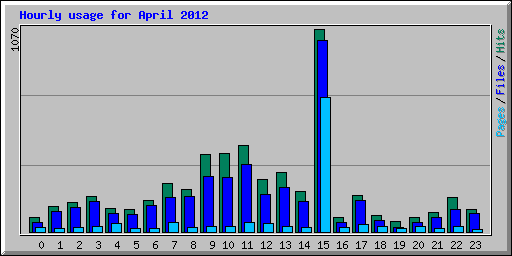 Hourly usage for April 2012
1070
Pages / Files / Hits
0 1 2 3 4 5 6 7 8 9 10 11 12 13 14 15 16 17 18 19 20 21 22 23